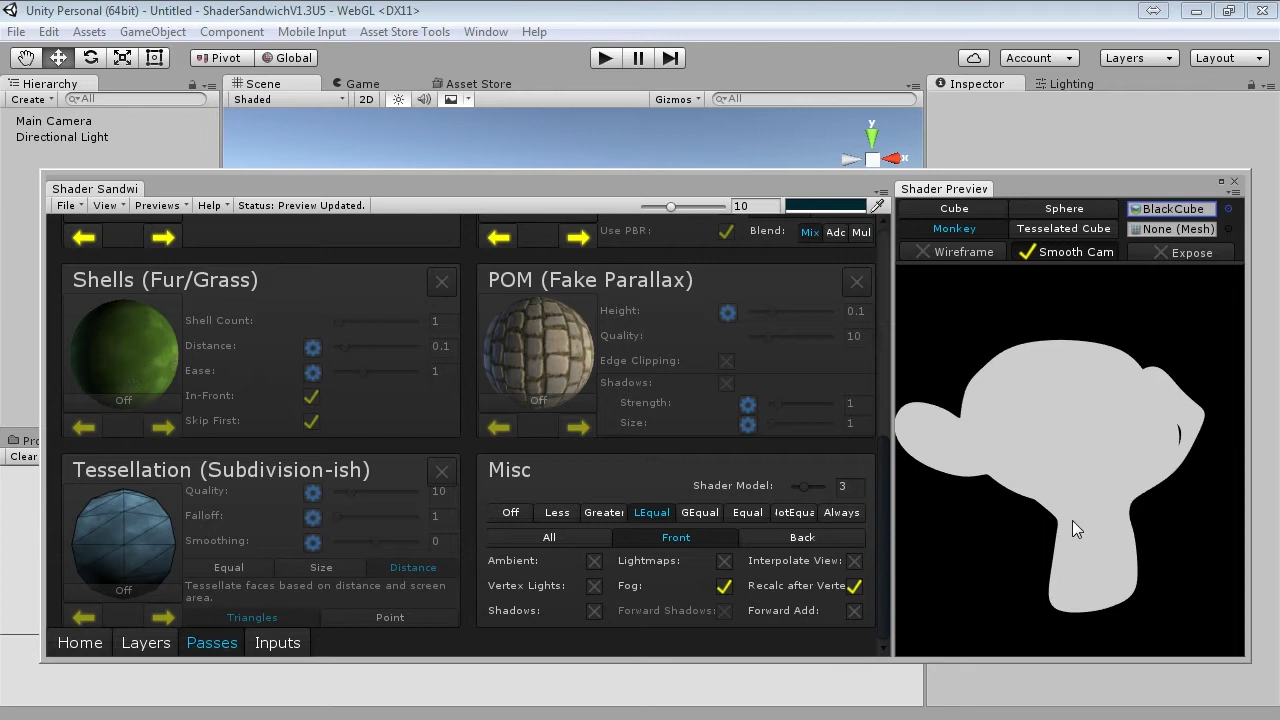 Unity Personal (64bit) - Untitled - ShaderSandwichV1.3U5 - WebGL <DX11>
File Edit Assets GameObject Component Mobile Input Asset Store Tools Window Help
Pivot Global Account Layers Layout
Hierarchy Scene Game Asset Store Inspector Lighting
Create All Shaded 2D Gizmos All
Main Camera
Directional Light
y
x
Shader Sandwi Shader Preview
File View Previews Help Status: Preview Updated. 10
Cube Sphere BlackCube
Monkey Tesselated Cube None (Mesh)
Wireframe Smooth Cam Expose
Use PBR: Blend: Mix Adc Mul
Shells (Fur/Grass) POM (Fake Parallax)
Shell Count: 1 Height: 0.1
Distance: 0.1 Quality: 10
Ease: 1 Edge Clipping:
In-Front: Shadows:
Off Off Strength: 1
Skip First: Size: 1
Pro
Clear
Tessellation (Subdivision-ish) Misc
Quality: 10 Shader Model: 3
Falloff: 1 Off Less Greater LEqual GEqual Equal IotEqua Always
Smoothing: 0 All Front Back
Equal Size Distance Ambient: Lightmaps: Interpolate View:
Off Tessellate faces based on distance and screen Vertex Lights: Fog: Recalc after Verte
area.
Triangles Point Shadows: Forward Shadows: Forward Add:
Home Layers Passes Inputs